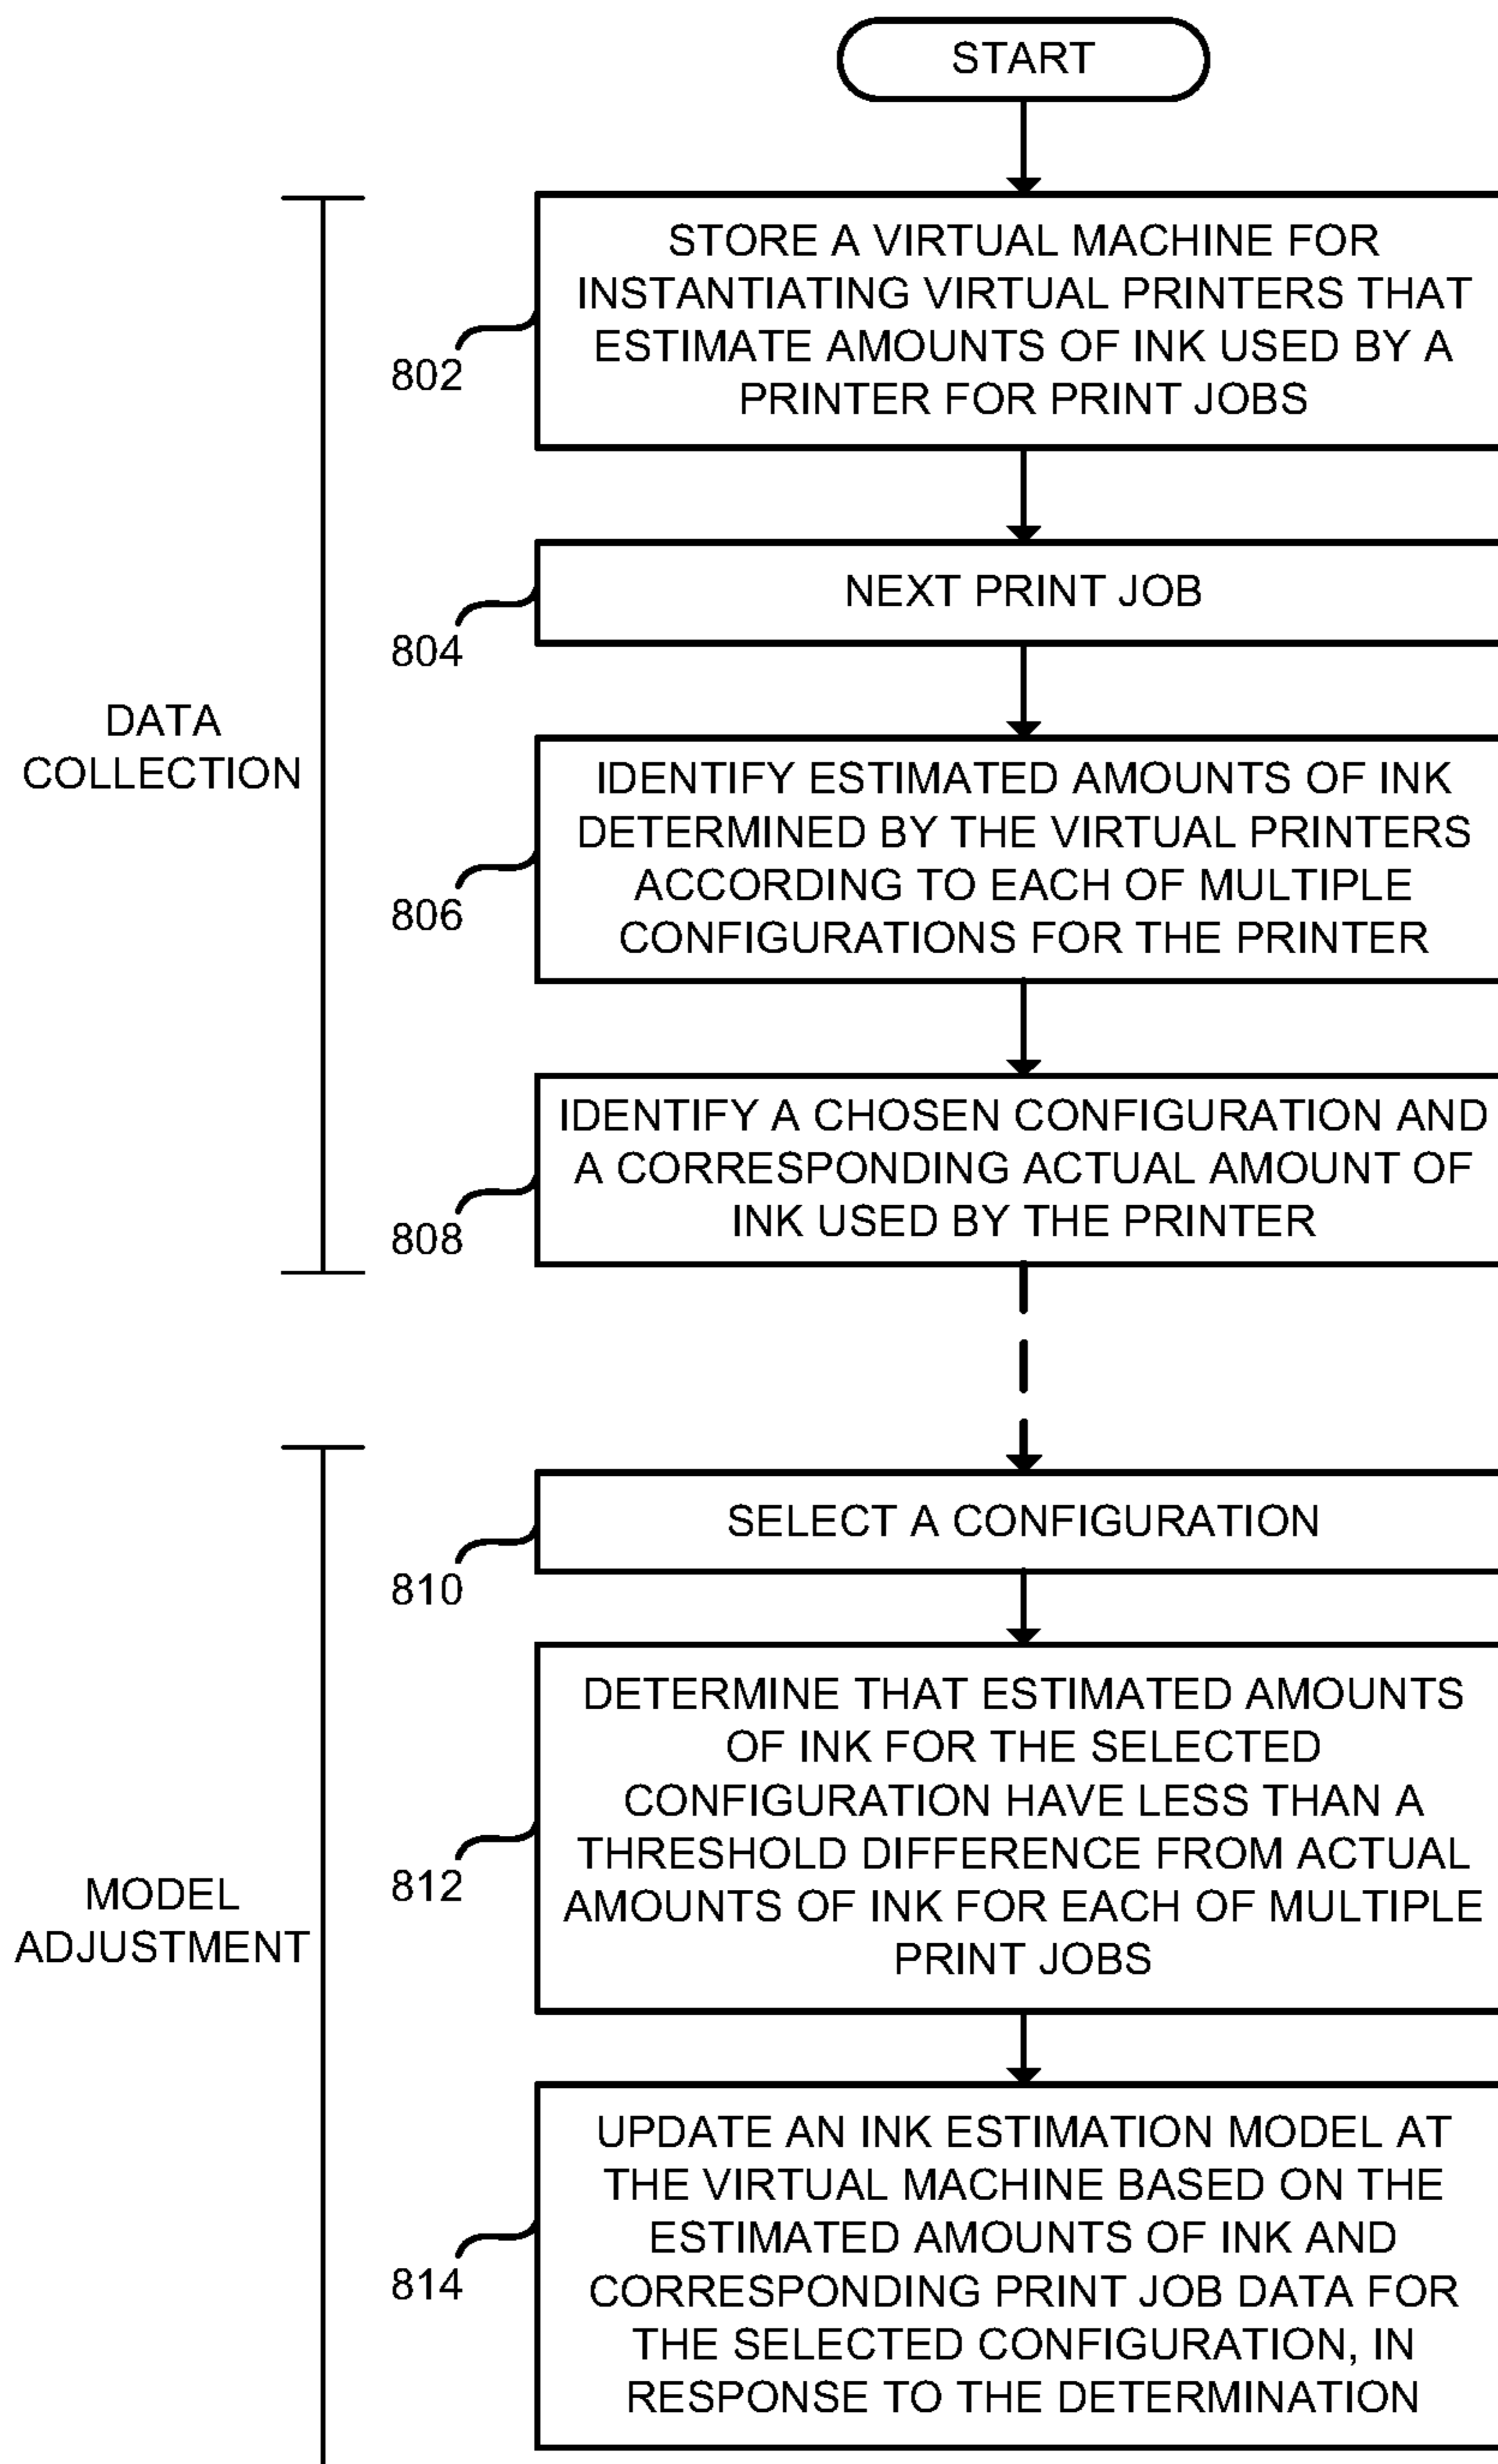 START
STORE A VIRTUAL MACHINE FOR
INSTANTIATING VIRTUAL PRINTERS THAT
ESTIMATE AMOUNTS OF INK USED BY A
PRINTER FOR PRINT JOBS
802
NEXT PRINT JOB
804
DATA
COLLECTION
IDENTIFY ESTIMATED AMOUNTS OF INK
DETERMINED BY THE VIRTUAL PRINTERS
ACCORDING TO EACH OF MULTIPLE
CONFIGURATIONS FOR THE PRINTER
806
IDENTIFY A CHOSEN CONFIGURATION AND
A CORRESPONDING ACTUAL AMOUNT OF
INK USED BY THE PRINTER
808
SELECT A CONFIGURATION
810
DETERMINE THAT ESTIMATED AMOUNTS
OF INK FOR THE SELECTED
CONFIGURATION HAVE LESS THAN A
THRESHOLD DIFFERENCE FROM ACTUAL
AMOUNTS OF INK FOR EACH OF MULTIPLE
PRINT JOBS
812
MODEL
ADJUSTMENT
UPDATE AN INK ESTIMATION MODEL AT
THE VIRTUAL MACHINE BASED ON THE
ESTIMATED AMOUNTS OF INK AND
CORRESPONDING PRINT JOB DATA FOR
THE SELECTED CONFIGURATION, IN
RESPONSE TO THE DETERMINATION
814